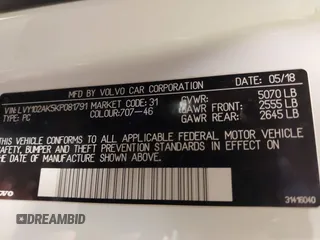 MFD BY VOLVO CAR CORPORATION 05/18
VIN:LVY102AK5KP081791 GVWR: 5070 LB
TYPE: PC MARKET CODE: 31 GAWR FRONT: 2555 LB
COLOUR:707-46 GAWR REAR: 2645 LB
THIS VEHICLE CONFORMS TO ALL APPLICABLE FEDERAL MOTOR VEHICLE
SAFETY, BUMPER AND THEFT PREVENTION STANDARDS IN EFFECT ON THE
DATE OF MANUFACTURE SHOWN ABOVE.
31416040
DREAMBID